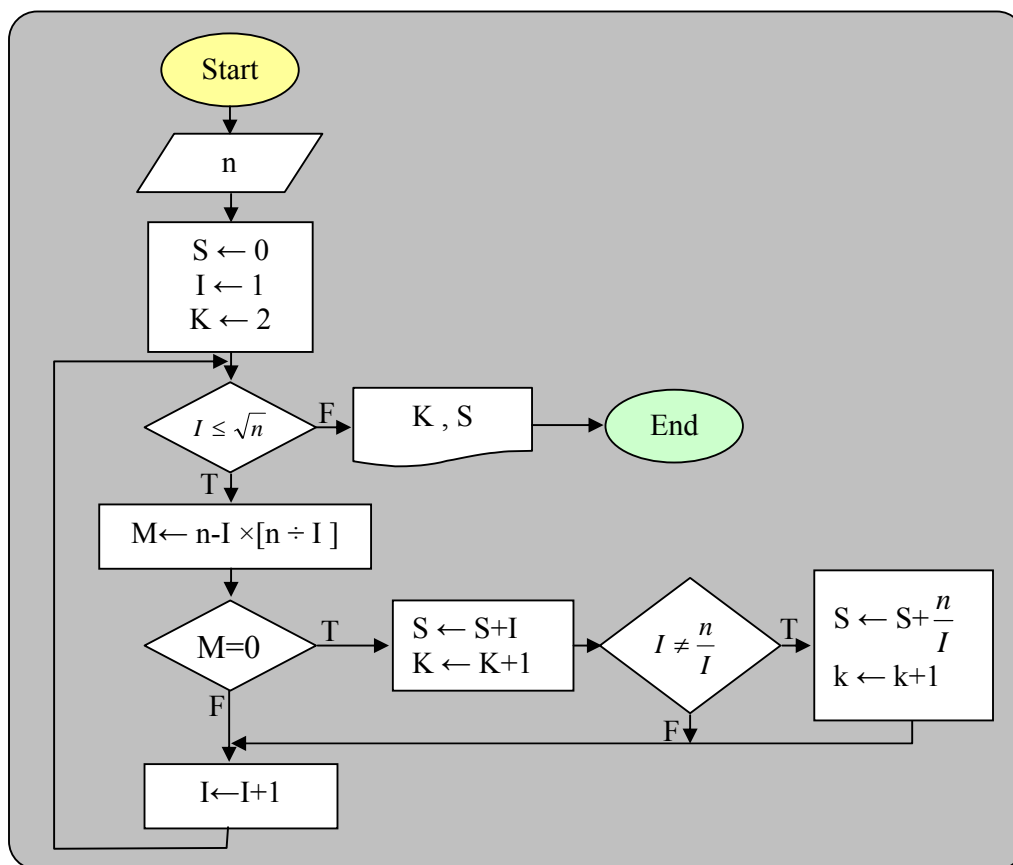 Start
n
S ← 0
I ← 1
K ← 2
I ≤ √n
F
K , S
End
T
M← n-I ×[n ÷ I ]
M=0
T
S ← S+I
K ← K+1
I ≠ n/I
T
S ← S+ n/I
k ← k+1
F
F
I←I+1